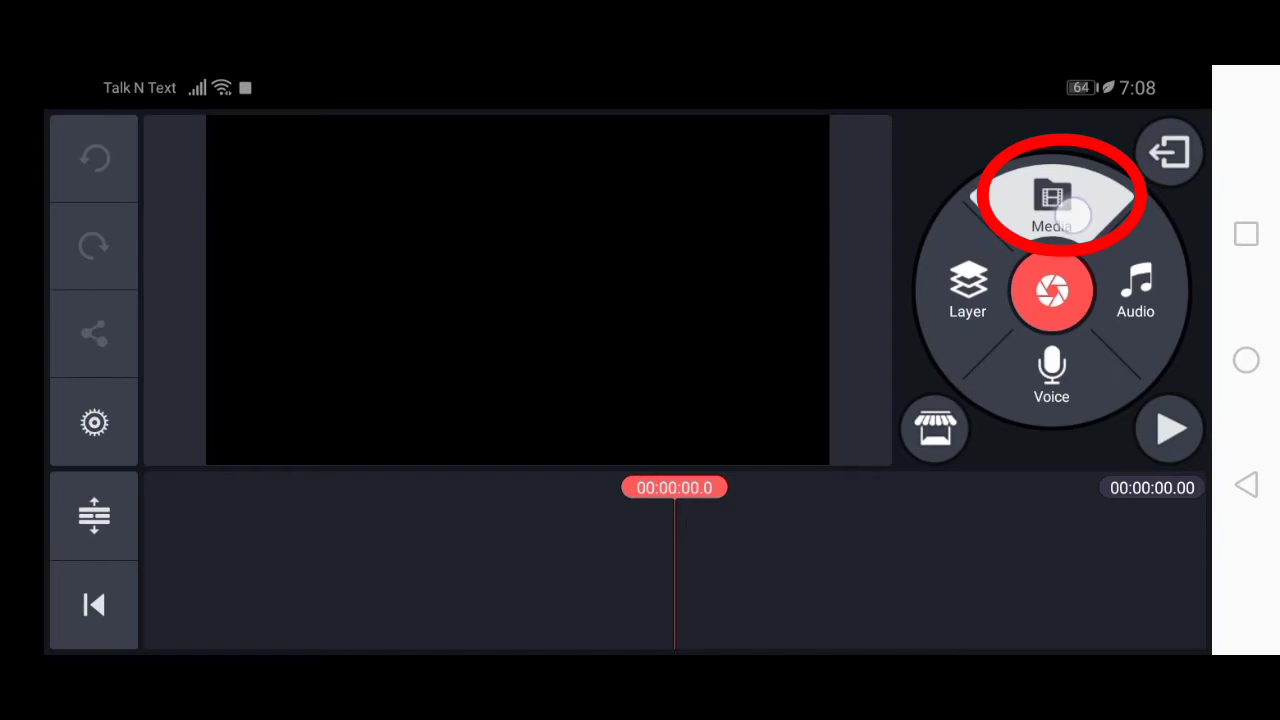 Talk N Text
64 7:08
Media
Layer
Audio
Voice
00:00:00.0
00:00:00.00